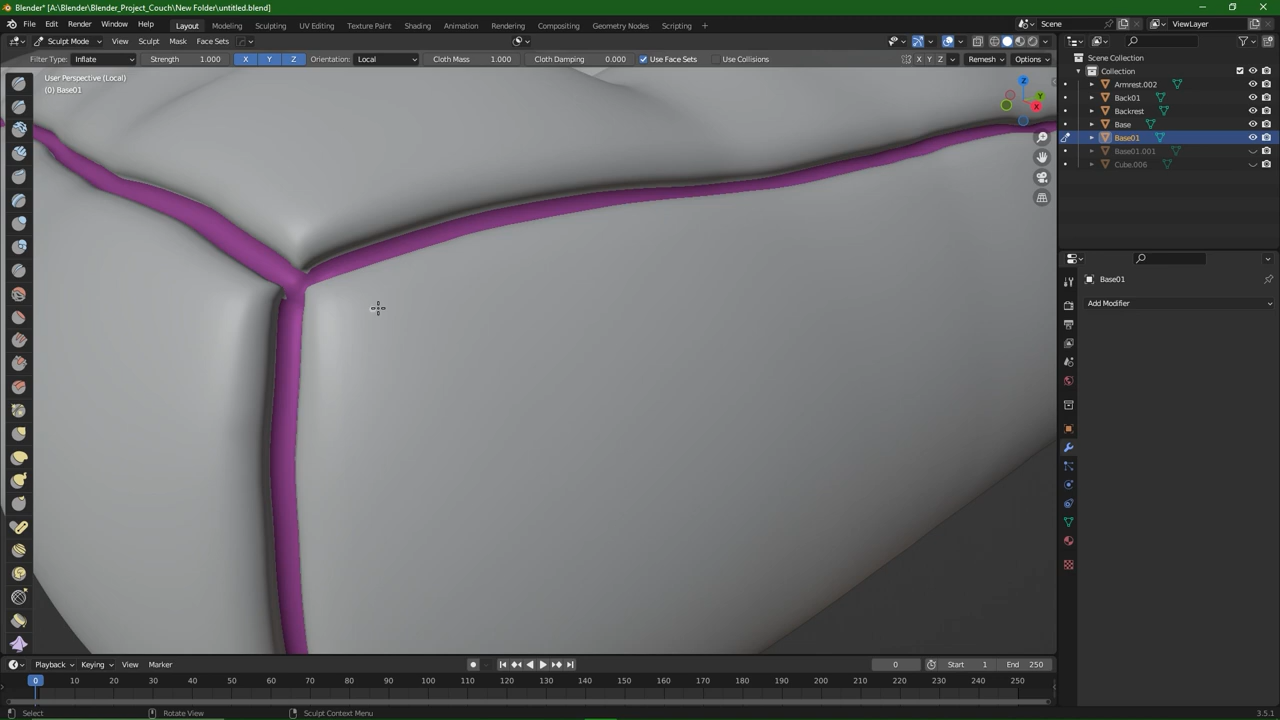 Blender* [A:\Blender_Project_Couch\New Folder\untitled.blend]
File Edit Render Window Help Layout Modeling Sculpting UV Editing Texture Paint Shading Animation Rendering Compositing Geometry Nodes Scripting + Scene ViewLayer
Sculpt Mode View Sculpt Mask Face Sets
Filter Type: Inflate Strength 1.000 X Y Z Orientation: Local Cloth Mass 1.000 Cloth Damping 0.000 Use Face Sets Use Collisions X Y Z Remesh Options
User Perspective (Local)
(0) Base01
Z
Y
X
Scene Collection
Collection
Armrest.002
Back01
Backrest
Base
Base01
Base01.001
Cube.006
Base01
Add Modifier
Playback Keying View Marker 0 Start 1 End 250
0 10 20 30 40 50 60 70 80 90 100 110 120 130 140 150 160 170 180 190 200 210 220 230 240 250
Select Rotate View Sculpt Context Menu 3.5.1